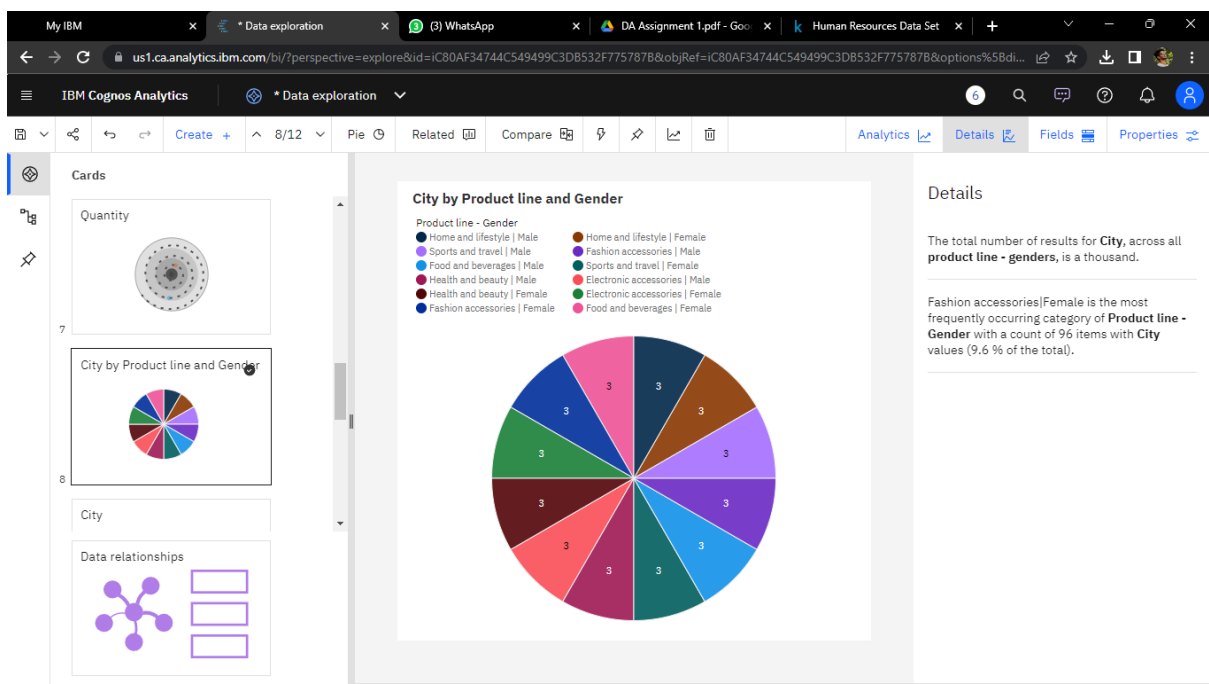 My IBM
* Data exploration
(3) WhatsApp
DA Assignment 1.pdf - Goo
Human Resources Data Set
us1.ca.analytics.ibm.com/bi/?perspective=explore&id=iC80AF34744C549499C3DB532F775787B&objRef=iC80AF34744C549499C3DB532F775787B&options%5Bdi...
IBM Cognos Analytics
* Data exploration
6
Create +
8/12
Pie
Related
Compare
Analytics
Details
Fields
Properties
Cards
Quantity
7
City by Product line and Gender
8
City
Data relationships
City by Product line and Gender
Product line - Gender
Home and lifestyle | Male
Home and lifestyle | Female
Sports and travel | Male
Fashion accessories | Male
Food and beverages | Male
Sports and travel | Female
Health and beauty | Male
Electronic accessories | Male
Health and beauty | Female
Electronic accessories | Female
Fashion accessories | Female
Food and beverages | Female
3
3
3
3
3
3
3
3
3
3
3
3
Details
The total number of results for City, across all
product line - genders, is a thousand.
Fashion accessories|Female is the most
frequently occurring category of Product line -
Gender with a count of 96 items with City
values (9.6 % of the total).